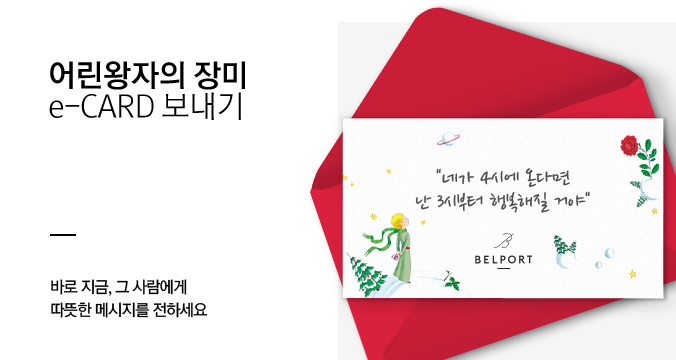 어린왕자의 장미
e-CARD 보내기
바로 지금, 그 사람에게
따뜻한 메시지를 전하세요
"네가 4시에 온다면
난 3시부터 행복해질 거야"
BELPORT